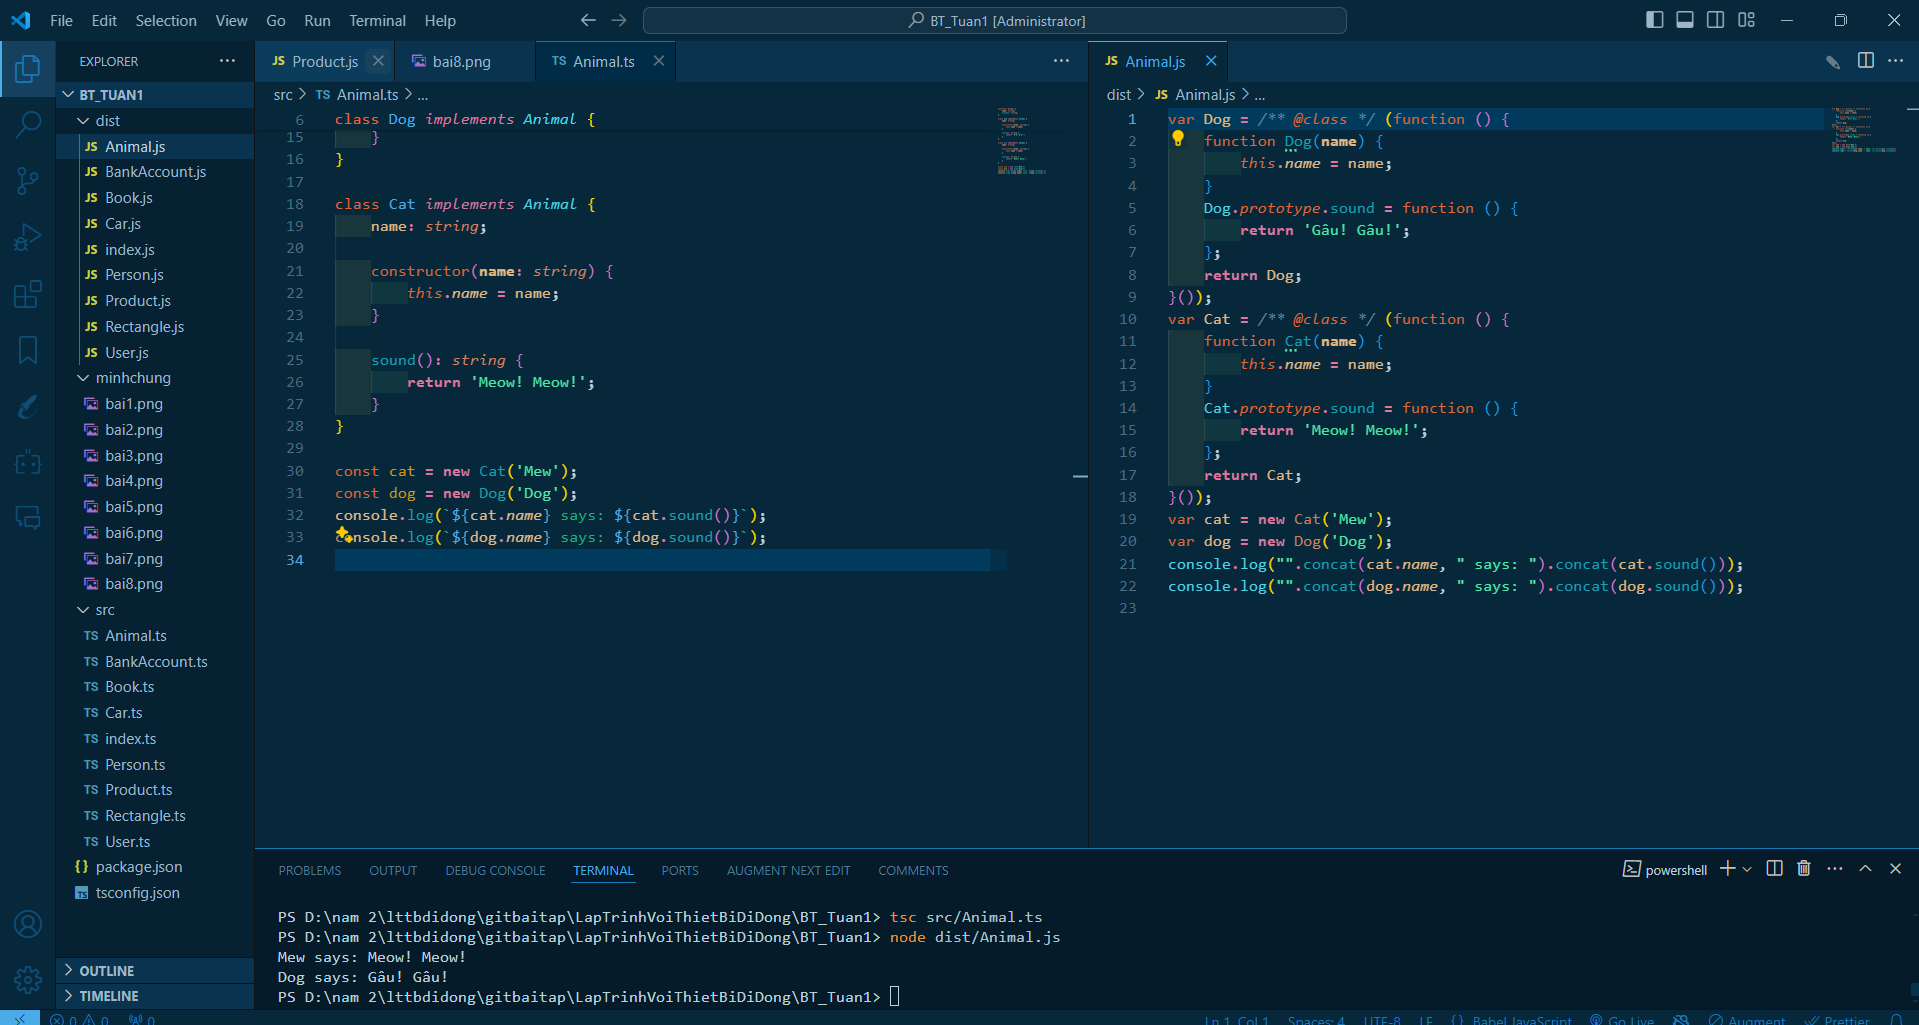 File Edit Selection View Go Run Terminal Help
BT_Tuan1 [Administrator]
EXPLORER
BT_TUAN1
dist
JS Animal.js
JS BankAccount.js
JS Book.js
JS Car.js
JS index.js
JS Person.js
JS Product.js
JS Rectangle.js
JS User.js
minhchung
bai1.png
bai2.png
bai3.png
bai4.png
bai5.png
bai6.png
bai7.png
bai8.png
src
TS Animal.ts
TS BankAccount.ts
TS Book.ts
TS Car.ts
TS index.ts
TS Person.ts
TS Product.ts
TS Rectangle.ts
TS User.ts
{} package.json
TS tsconfig.json
OUTLINE
TIMELINE
JS Product.js
bai8.png
TS Animal.ts
src > TS Animal.ts > ...
6 class Dog implements Animal {
15 }
16 }
17
18 class Cat implements Animal {
19 name: string;
20
21 constructor(name: string) {
22 this.name = name;
23 }
24
25 sound(): string {
26 return 'Meow! Meow!';
27 }
28 }
29
30 const cat = new Cat('Mew');
31 const dog = new Dog('Dog');
32 console.log(`${cat.name} says: ${cat.sound()}`);
33 console.log(`${dog.name} says: ${dog.sound()}`);
34
JS Animal.js
dist > JS Animal.js > ...
1 var Dog = /** @class */ (function () {
2 function Dog(name) {
3 this.name = name;
4 }
5 Dog.prototype.sound = function () {
6 return 'Gâu! Gâu!';
7 };
8 return Dog;
9 }());
10 var Cat = /** @class */ (function () {
11 function Cat(name) {
12 this.name = name;
13 }
14 Cat.prototype.sound = function () {
15 return 'Meow! Meow!';
16 };
17 return Cat;
18 }());
19 var cat = new Cat('Mew');
20 var dog = new Dog('Dog');
21 console.log("".concat(cat.name, " says: ").concat(cat.sound()));
22 console.log("".concat(dog.name, " says: ").concat(dog.sound()));
23
PROBLEMS OUTPUT DEBUG CONSOLE TERMINAL PORTS AUGMENT NEXT EDIT COMMENTS
powershell
PS D:\nam 2\lttbdidong\gitbaitap\LapTrinhVoiThietBiDiDong\BT_Tuan1> tsc src/Animal.ts
PS D:\nam 2\lttbdidong\gitbaitap\LapTrinhVoiThietBiDiDong\BT_Tuan1> node dist/Animal.js
Mew says: Meow! Meow!
Dog says: Gâu! Gâu!
PS D:\nam 2\lttbdidong\gitbaitap\LapTrinhVoiThietBiDiDong\BT_Tuan1>
0 0 0 Ln 1, Col 1 Spaces: 4 UTF-8 LF {} Babel JavaScript Go Live Augment Prettier